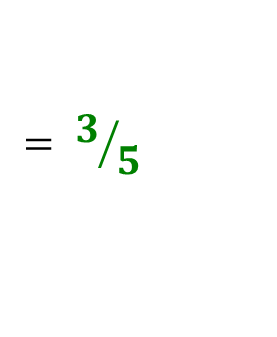 = 3/5